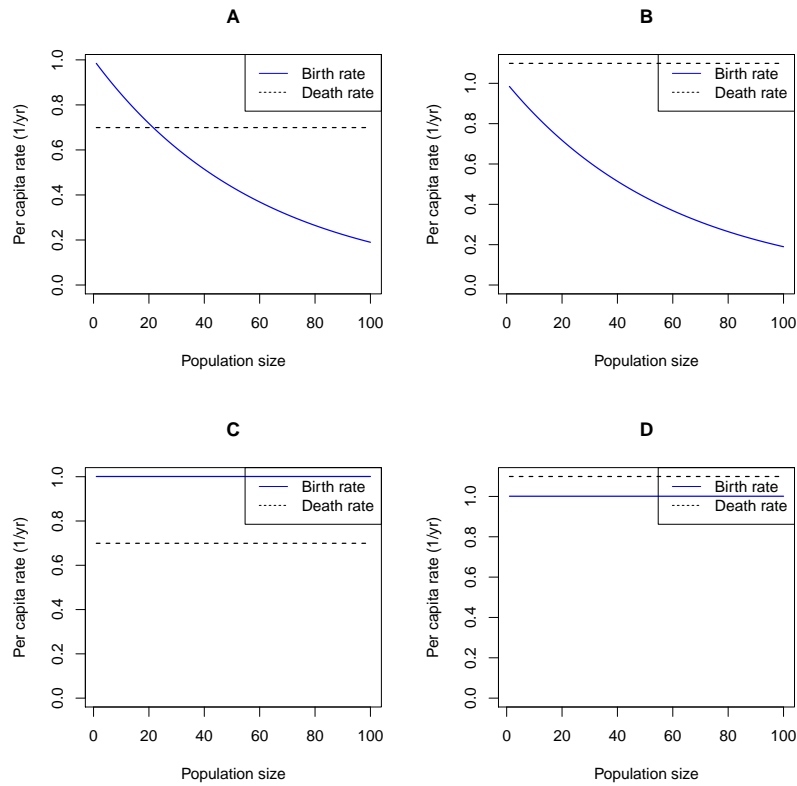 A
Per capita rate (1/yr)
0.0 0.2 0.4 0.6 0.8 1.0
Birth rate
Death rate
0 20 40 60 80 100
Population size
B
Per capita rate (1/yr)
0.0 0.2 0.4 0.6 0.8 1.0
Birth rate
Death rate
0 20 40 60 80 100
Population size
C
Per capita rate (1/yr)
0.0 0.2 0.4 0.6 0.8 1.0
Birth rate
Death rate
0 20 40 60 80 100
Population size
D
Per capita rate (1/yr)
0.0 0.2 0.4 0.6 0.8 1.0
Birth rate
Death rate
0 20 40 60 80 100
Population size